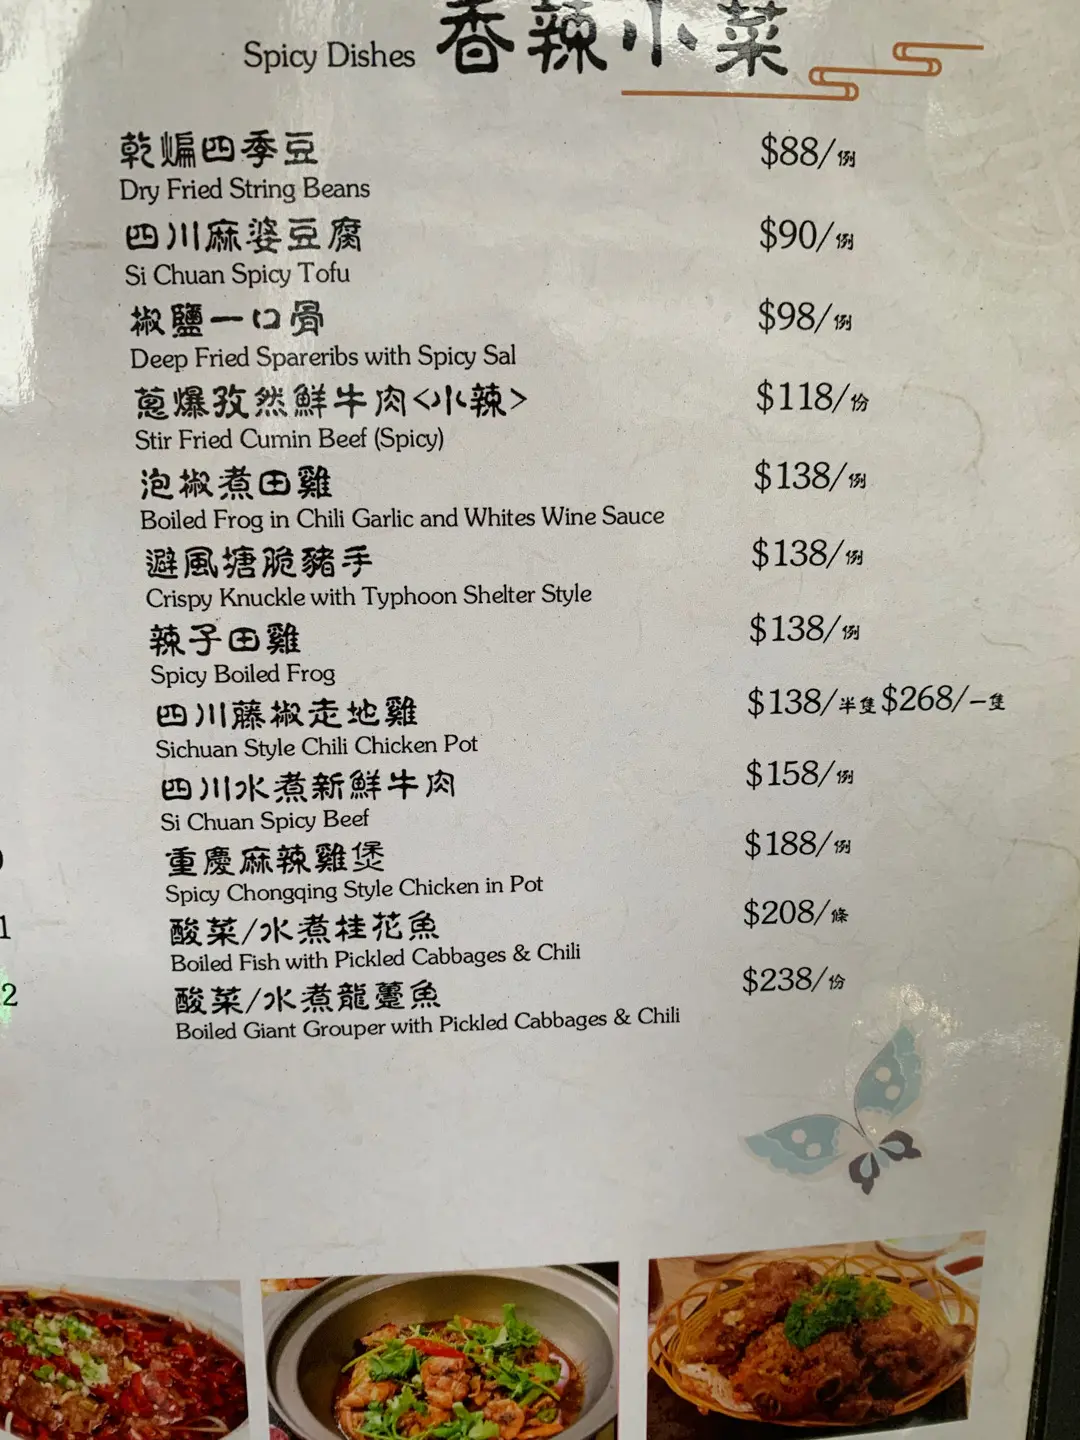 Spicy Dishes 香辣小菜
乾煸四季豆 $88/例
Dry Fried String Beans
四川麻婆豆腐 $90/例
Si Chuan Spicy Tofu
椒鹽一口骨 $98/例
Deep Fried Spareribs with Spicy Sal
蔥爆孜然鮮牛肉<小辣> $118/份
Stir Fried Cumin Beef (Spicy)
泡椒煮田雞 $138/例
Boiled Frog in Chili Garlic and Whites Wine Sauce
避風塘脆豬手 $138/例
Crispy Knuckle with Typhoon Shelter Style
辣子田雞 $138/例
Spicy Boiled Frog
四川藤椒走地雞 $138/半隻 $268/一隻
Sichuan Style Chili Chicken Pot
四川水煮新鮮牛肉 $158/例
Si Chuan Spicy Beef
重慶麻辣雞煲 $188/例
Spicy Chongqing Style Chicken in Pot
酸菜/水煮桂花魚 $208/條
Boiled Fish with Pickled Cabbages & Chili
酸菜/水煮龍躉魚 $238/份
Boiled Giant Grouper with Pickled Cabbages & Chili
1
2